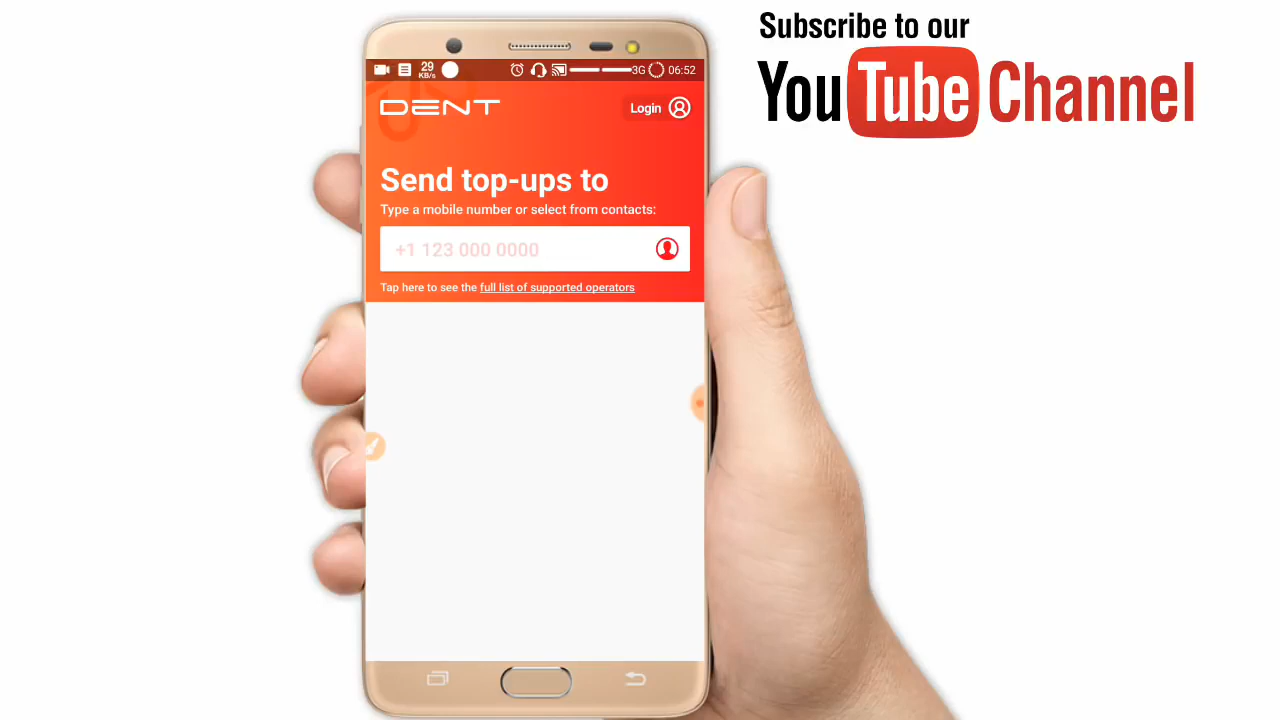 Subscribe to our
YouTube Channel
29
KB/s
3G
06:52
DENT
Login
Send top-ups to
Type a mobile number or select from contacts:
+1 123 000 0000
Tap here to see the full list of supported operators